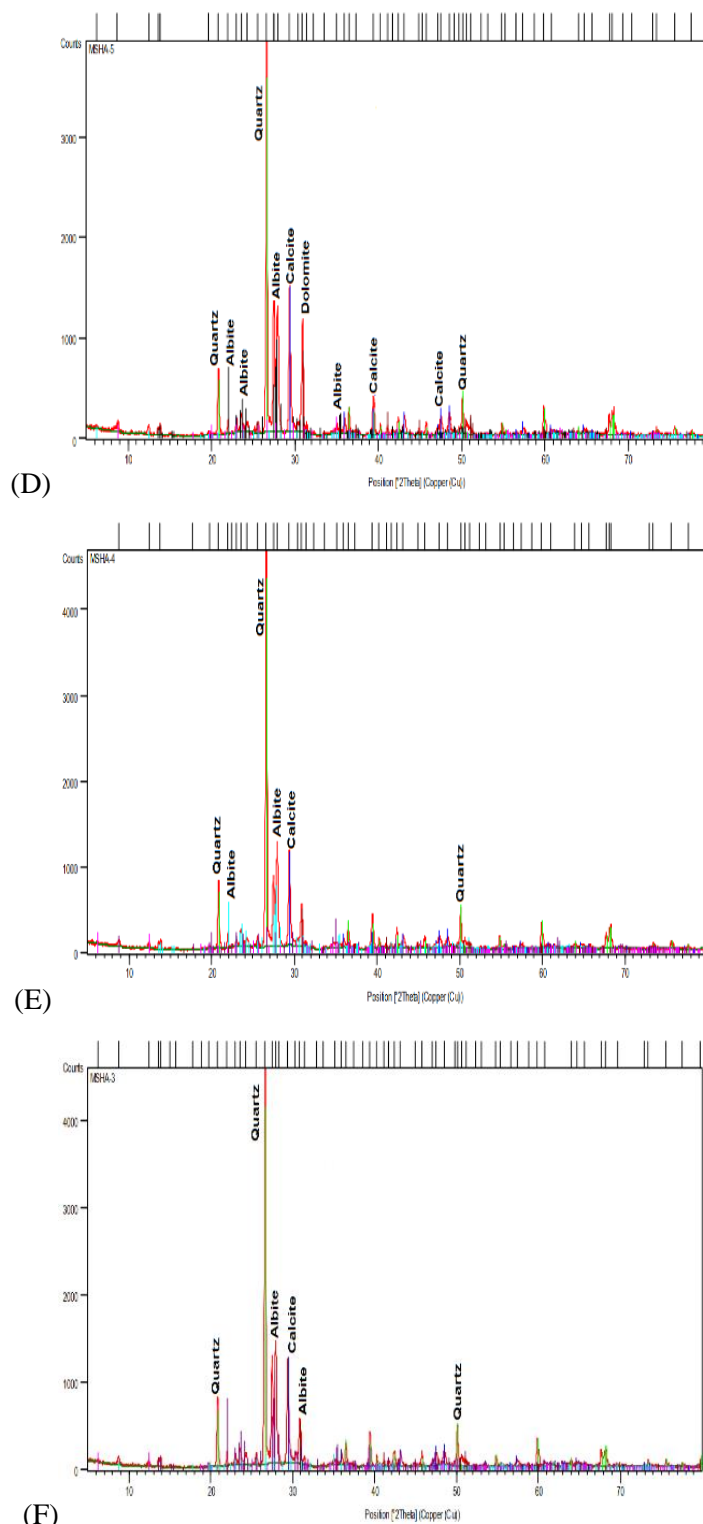 Counts
MSHA-5
3000
2000
1000
0
Quartz
Albite
Albite
Quartz
Albite
Calcite
Dolomite
Albite
Calcite
Calcite
Quartz
10 20 30 40 50 60 70
Position [°2Theta] (Copper (Cu))
(D)
Counts
MSHA-4
4000
3000
2000
1000
0
Quartz
Albite
Quartz
Albite
Calcite
Quartz
10 20 30 40 50 60 70
Position [°2Theta] (Copper (Cu))
(E)
Counts
MSHA-3
4000
3000
2000
1000
0
Quartz
Quartz
Albite
Calcite
Albite
Quartz
10 20 30 40 50 60 70
Position [°2Theta] (Copper (Cu))
(F)